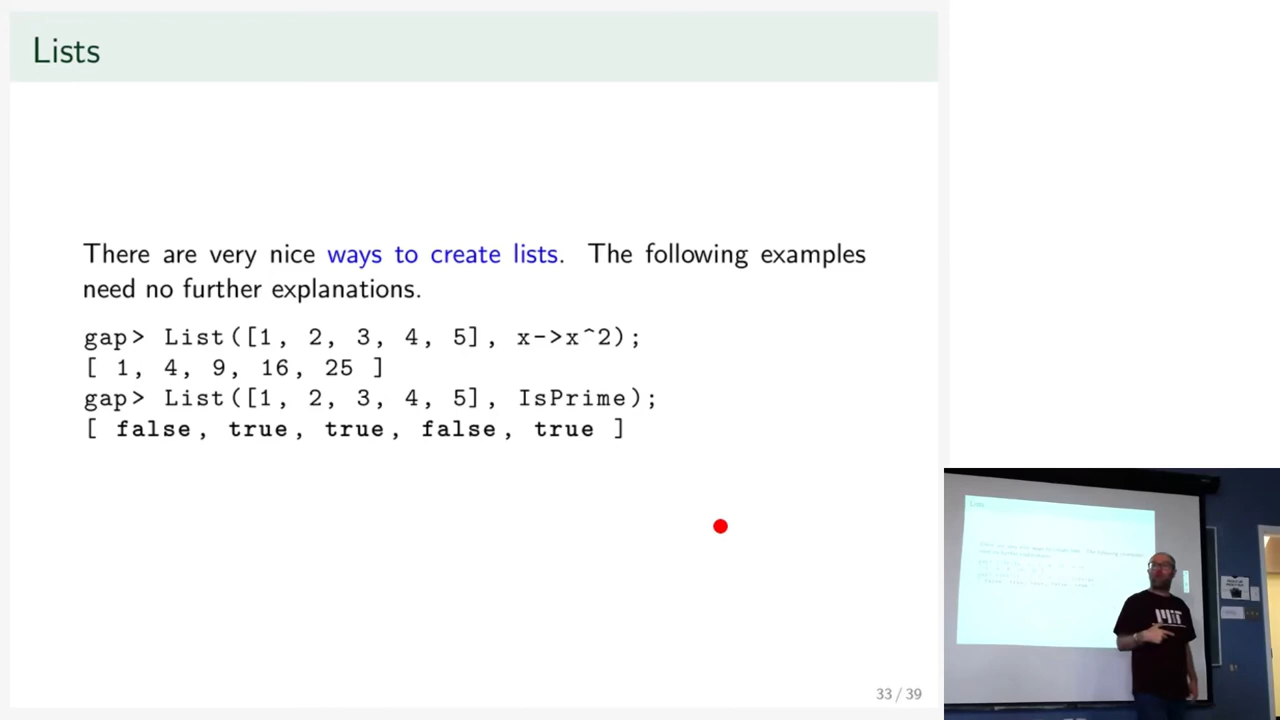 Lists
There are very nice ways to create lists. The following examples
need no further explanations.
gap> List([1, 2, 3, 4, 5], x->x^2);
[ 1, 4, 9, 16, 25 ]
gap> List([1, 2, 3, 4, 5], IsPrime);
[ false, true, true, false, true ]
33 / 39
Lists
MIT